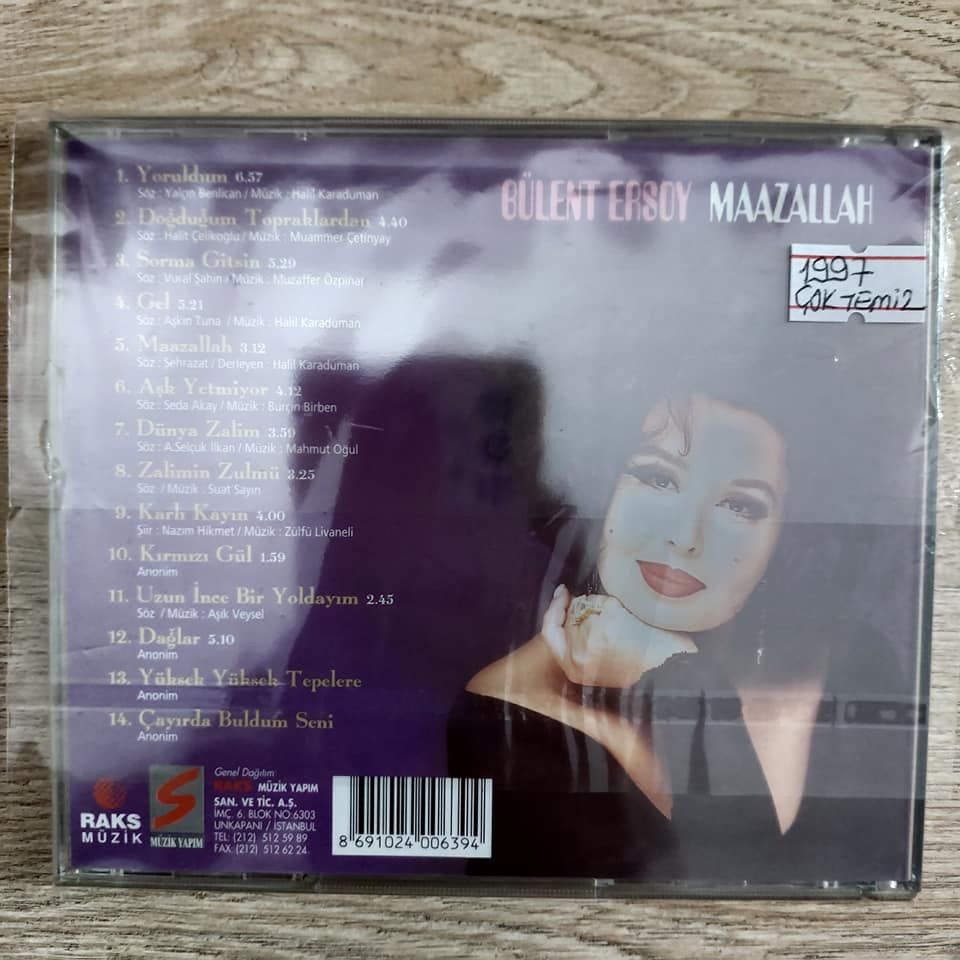 1. Yoruldum 6.57
Söz : Yalçın Benlican / Müzik : Halil Karaduman
2. Doğduğum Topraklardan 4.40
Söz : Halit Çelikoğlu / Müzik : Muammer Çetinyay
3. Sorma Gitsin 5.29
Söz : Vural Şahin / Müzik : Muzaffer Özpınar
4. Gel 5.21
Söz : Aşkın Tuna / Müzik : Halil Karaduman
5. Maazallah 3.12
Söz : Şehrazat / Derleyen : Halil Karaduman
6. Aşk Yetmiyor 4.12
Söz : Seda Akay / Müzik : Burçin Birben
7. Dünya Zalim 3.59
Söz : A.Selçuk İlkan / Müzik : Mahmut Oğul
8. Zalimin Zulmü 3.25
Söz / Müzik : Suat Sayın
9. Karlı Kayın 4.00
Şiir : Nazım Hikmet / Müzik : Zülfü Livaneli
10. Kırmızı Gül 1.59
Anonim
11. Uzun İnce Bir Yoldayım 2.45
Söz / Müzik : Aşık Veysel
12. Dağlar 5.10
Anonim
13. Yüksek Yüksek Tepelere
Anonim
14. Çayırda Buldum Seni
Anonim
BÜLENT ERSOY MAAZALLAH
1997
ÇOK TEMiZ
RAKS
MÜZİK
S
MÜZİK YAPIM
Genel Dağıtım:
RAKS MÜZİK YAPIM
SAN. VE TİC. A.Ş.
İMÇ. 6. BLOK NO:6303
UNKAPANI / İSTANBUL
TEL: (212) 512 59 89
FAX: (212) 512 62 24
8 691024 006394